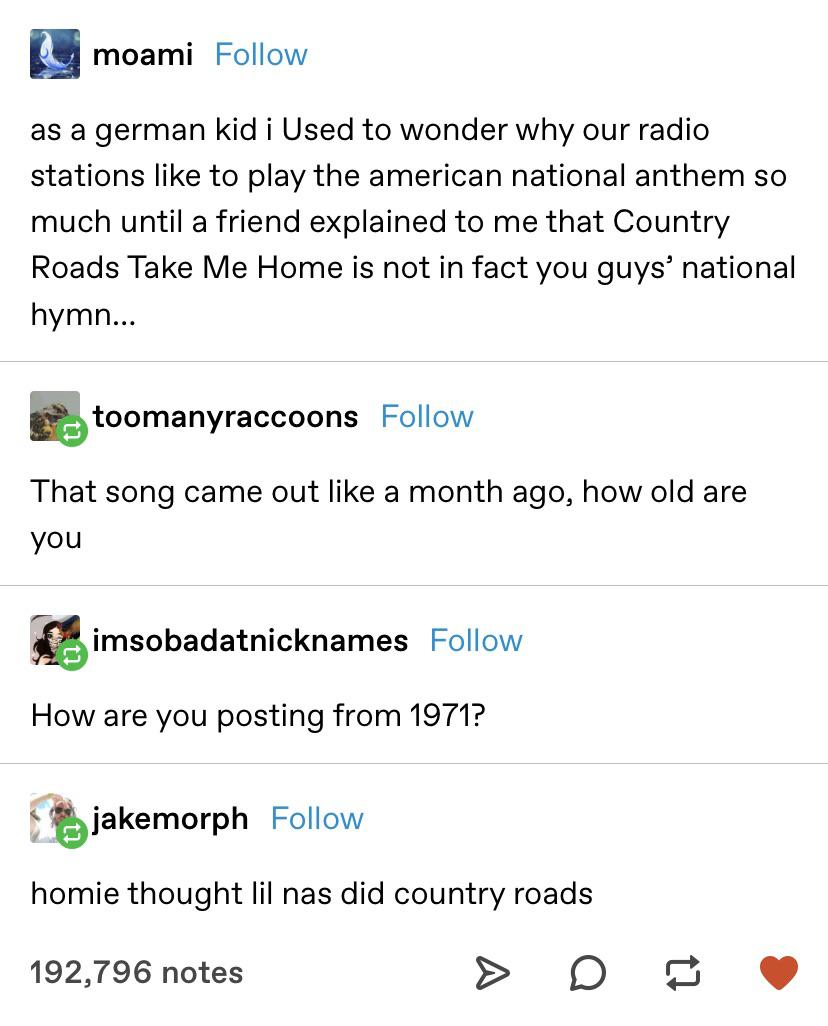 moami Follow
as a german kid i Used to wonder why our radio
stations like to play the american national anthem so
much until a friend explained to me that Country
Roads Take Me Home is not in fact you guys’ national
hymn...
toomanyraccoons Follow
That song came out like a month ago, how old are
you
imsobadatnicknames Follow
How are you posting from 1971?
jakemorph Follow
homie thought lil nas did country roads
192,796 notes